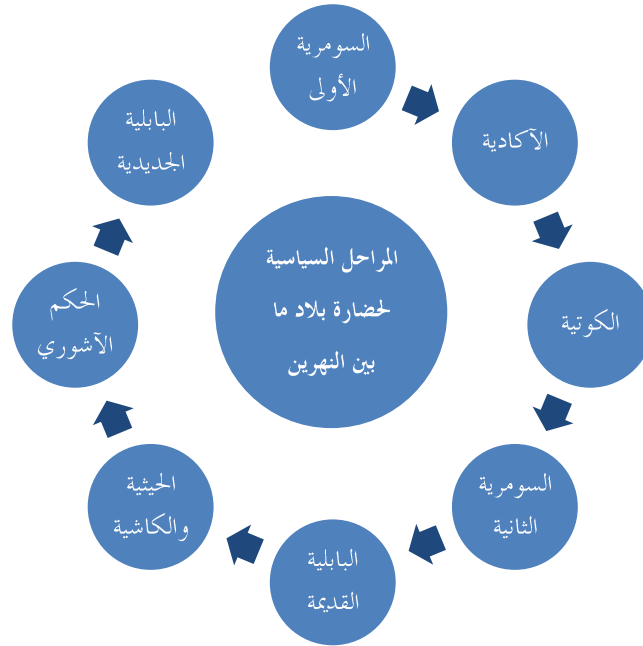 المراحل السياسية
لحضارة بلاد ما
بين النهرين
السومرية
الأولى
الآكادية
الكوتية
السومرية
الثانية
البابلية
القديمة
الحيثية
والكاشية
الحكم
الآشوري
البابلية
الجديدية